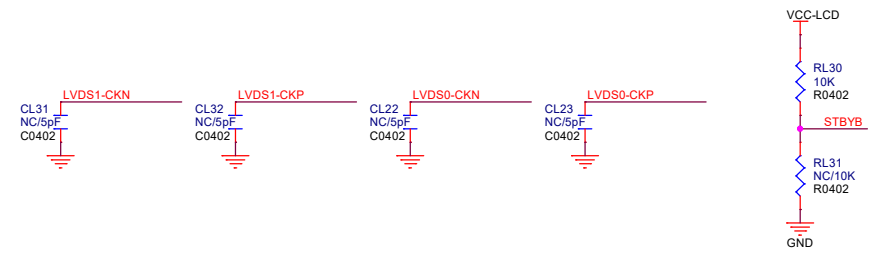 LVDS1-CKN
CL31
NC/5pF
C0402
LVDS1-CKP
CL32
NC/5pF
C0402
LVDS0-CKN
CL22
NC/5pF
C0402
LVDS0-CKP
CL23
NC/5pF
C0402
VCC-LCD
RL30
10K
R0402
STBYB
RL31
NC/10K
R0402
GND